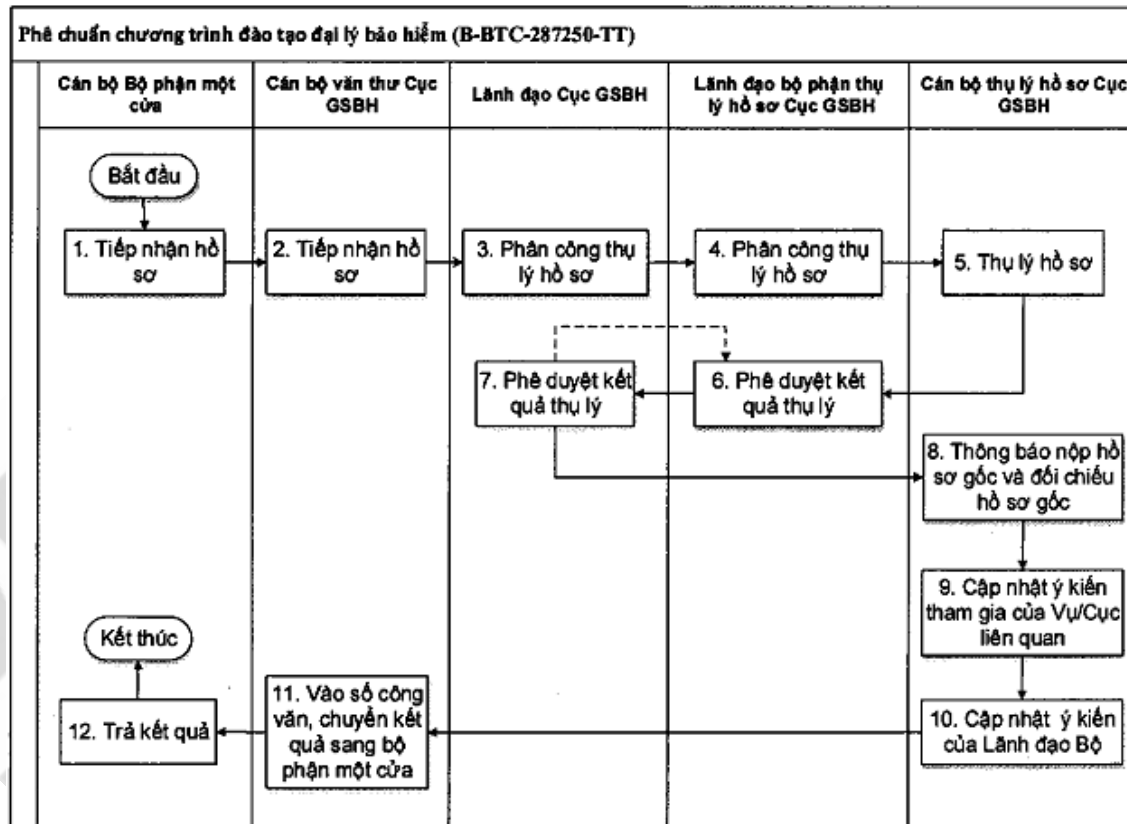 Phê chuẩn chương trình đào tạo đại lý bảo hiểm (B-BTC-287250-TT)
Cán bộ Bộ phận một
cửa
Cán bộ văn thư Cục
GSBH
Lãnh đạo Cục GSBH
Lãnh đạo bộ phận thụ
lý hồ sơ Cục GSBH
Cán bộ thụ lý hồ sơ Cục
GSBH
Bắt đầu
1. Tiếp nhận hồ
sơ
2. Tiếp nhận hồ
sơ
3. Phân công thụ
lý hồ sơ
4. Phân công thụ
lý hồ sơ
5. Thụ lý hồ sơ
7. Phê duyệt kết
quả thụ lý
6. Phê duyệt kết
quả thụ lý
8. Thông báo nộp hồ
sơ gốc và đối chiếu
hồ sơ gốc
9. Cập nhật ý kiến
tham gia của Vụ/Cục
liên quan
Kết thúc
12. Trả kết quả
11. Vào số công
văn, chuyển kết
quả sang bộ
phận một cửa
10. Cập nhật ý kiến
của Lãnh đạo Bộ